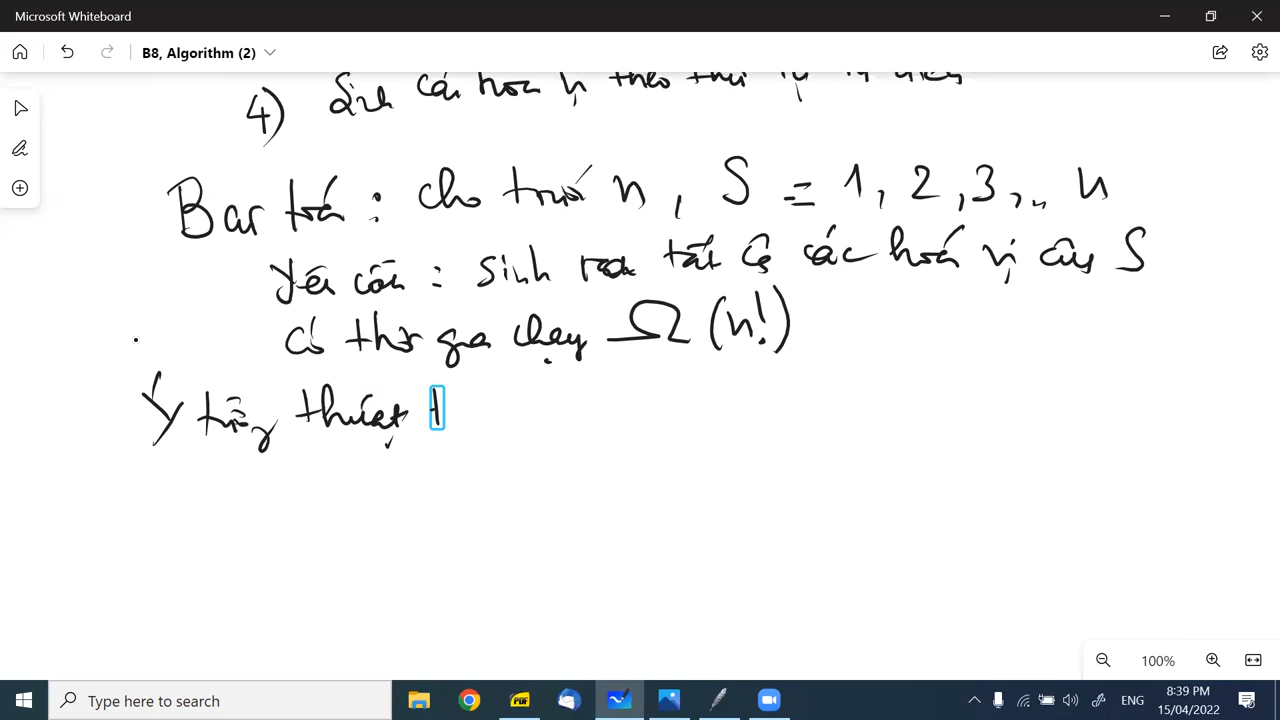 Microsoft Whiteboard
B8, Algorithm (2)
4) Sinh các hoán vị theo thứ tự từ điển
Bài toán : cho trước n, S = 1, 2, 3, ... n
Yêu cầu : sinh ra tất cả các hoán vị của S
Có thời gian chạy Ω (n!)
Ý tưởng thuật t
100%
Type here to search
PDF
ENG
8:39 PM
15/04/2022